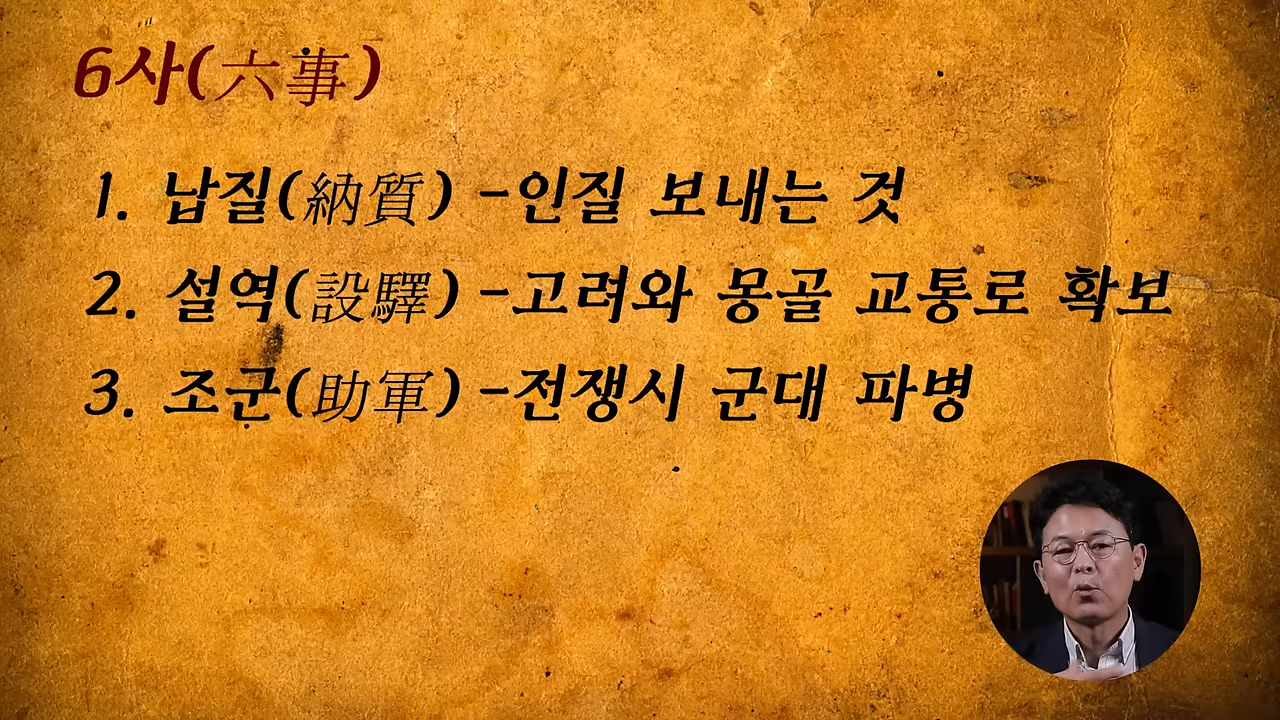 6사(六事)
1. 납질(納質) -인질 보내는 것
2. 설역(設驛) -고려와 몽골 교통로 확보
3. 조군(助軍) -전쟁시 군대 파병